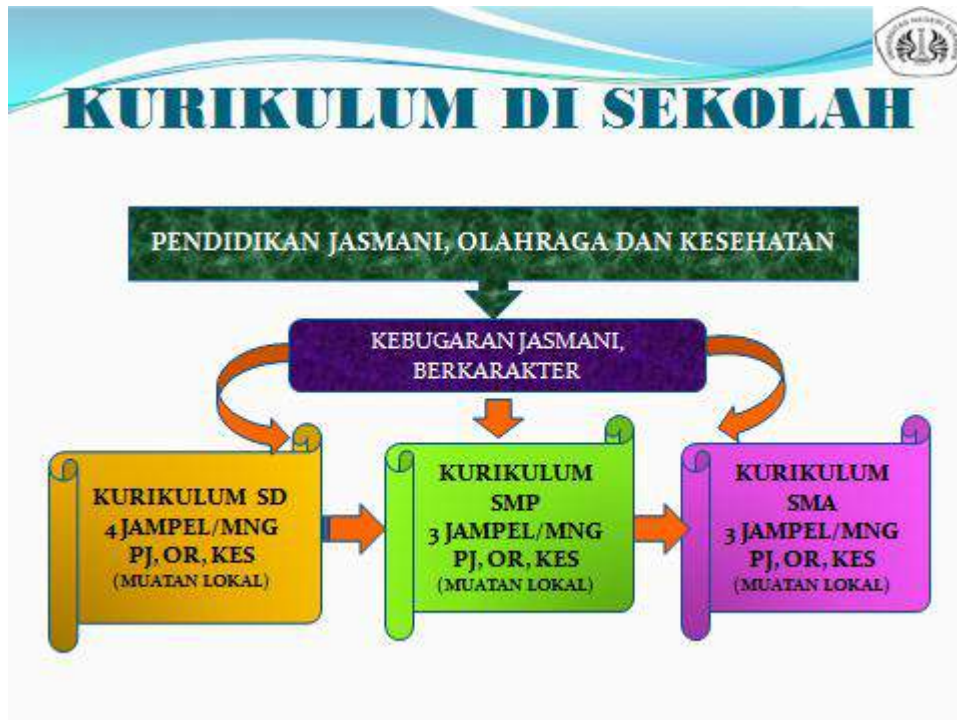 KURIKULUM DI SEKOLAH
PENDIDIKAN JASMANI, OLAHRAGA DAN KESEHATAN
KEBUGARAN JASMANI,
BERKARAKTER
KURIKULUM SD
4 JAMPEL/MNG
PJ, OR, KES
(MUATAN LOKAL)
KURIKULUM
SMP
3 JAMPEL/MNG
PJ, OR, KES
(MUATAN LOKAL)
KURIKULUM
SMA
3 JAMPEL/MNG
PJ, OR, KES
(MUATAN LOKAL)